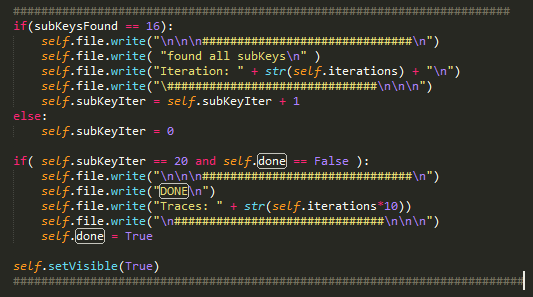 #######################################################################
if(subKeysFound == 16):
    self.file.write("\n\n\n##############################\n")
    self.file.write( "found all subKeys\n" )
    self.file.write("Iteration: " + str(self.iterations) + "\n")
    self.file.write("\##############################\n\n\n")
    self.subKeyIter = self.subKeyIter + 1
else:
    self.subKeyIter = 0
if( self.subKeyIter == 20 and self.done == False ):
    self.file.write("\n\n\n##############################\n")
    self.file.write("DONE\n")
    self.file.write("Traces: " + str(self.iterations*10))
    self.file.write("\n##############################\n\n\n")
    self.done = True
self.setVisible(True)
#########################################################################